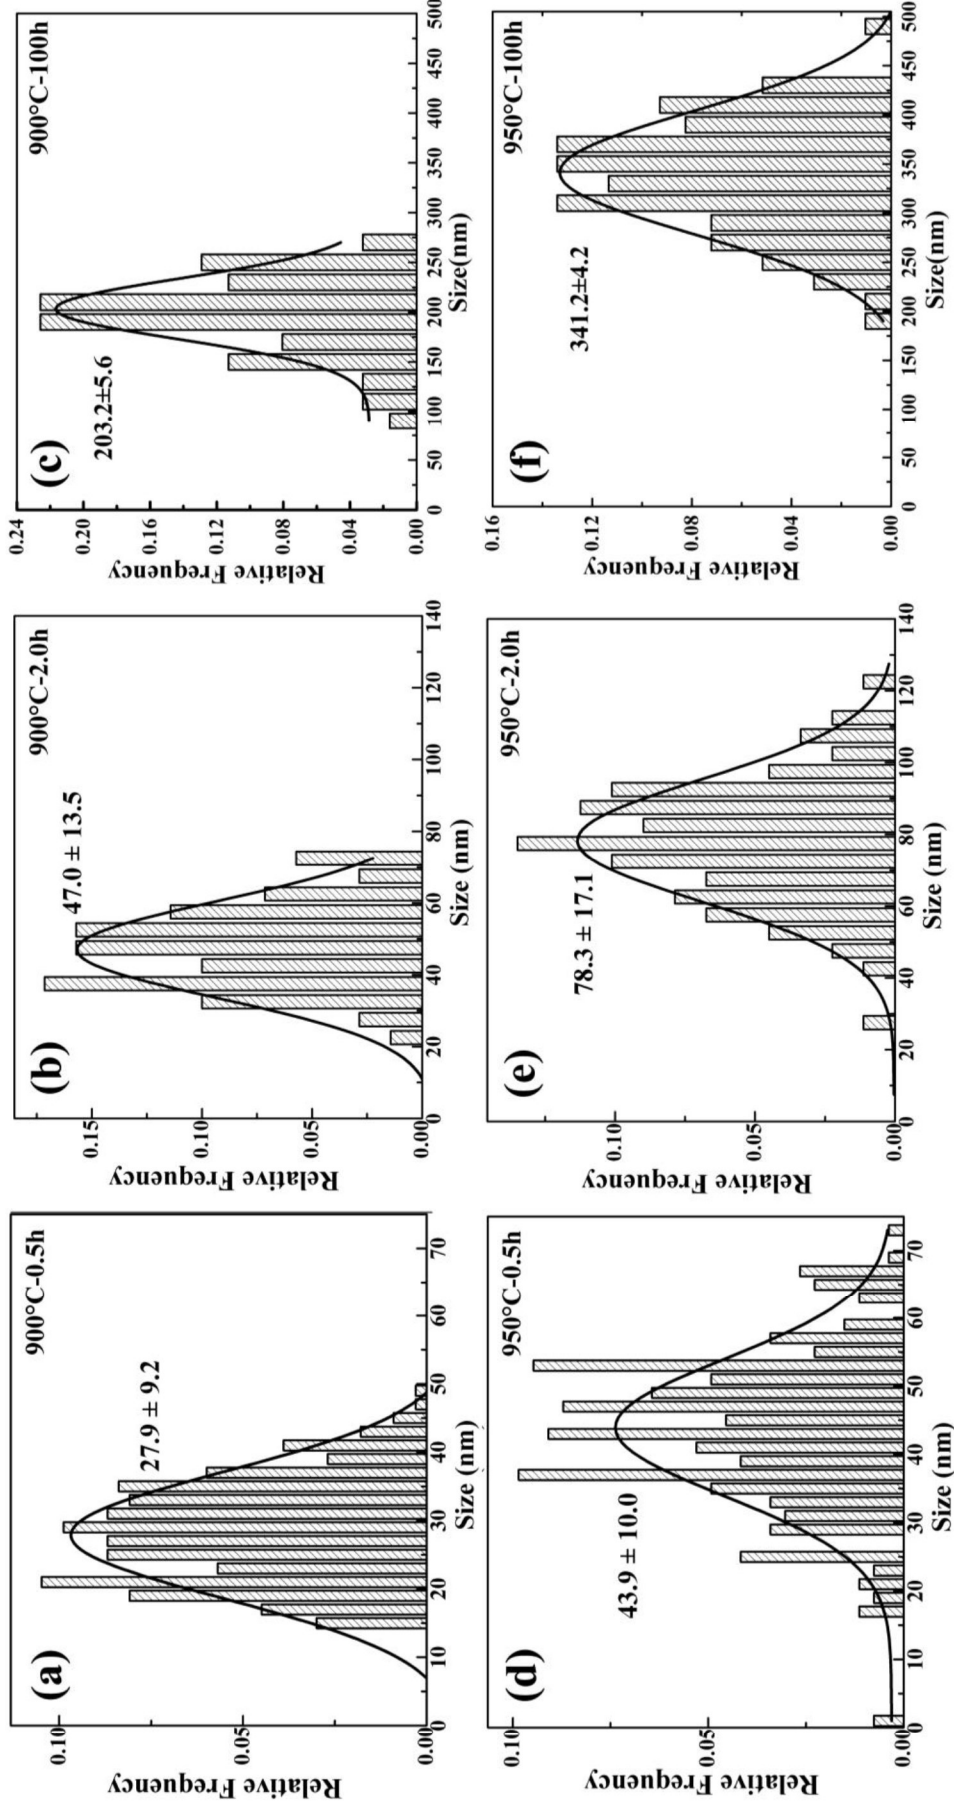 (a)
900°C-0.5h
27.9 ± 9.2
Relative Frequency
0.10
0.05
0.00
0 10 20 30 40 50 60 70
Size (nm)
(b)
900°C-2.0h
47.0 ± 13.5
Relative Frequency
0.15
0.10
0.05
0.00
0 20 40 60 80 100 120 140
Size (nm)
(c)
900°C-100h
203.2±5.6
Relative Frequency
0.24
0.20
0.16
0.12
0.08
0.04
0.00
0 50 100 150 200 250 300 350 400 450 500
Size(nm)
(d)
950°C-0.5h
43.9 ± 10.0
Relative Frequency
0.10
0.05
0.00
0 10 20 30 40 50 60 70
Size (nm)
(e)
950°C-2.0h
78.3 ± 17.1
Relative Frequency
0.10
0.05
0.00
0 20 40 60 80 100 120 140
Size (nm)
(f)
950°C-100h
341.2±4.2
Relative Frequency
0.16
0.12
0.08
0.04
0.00
0 50 100 150 200 250 300 350 400 450 500
Size(nm)